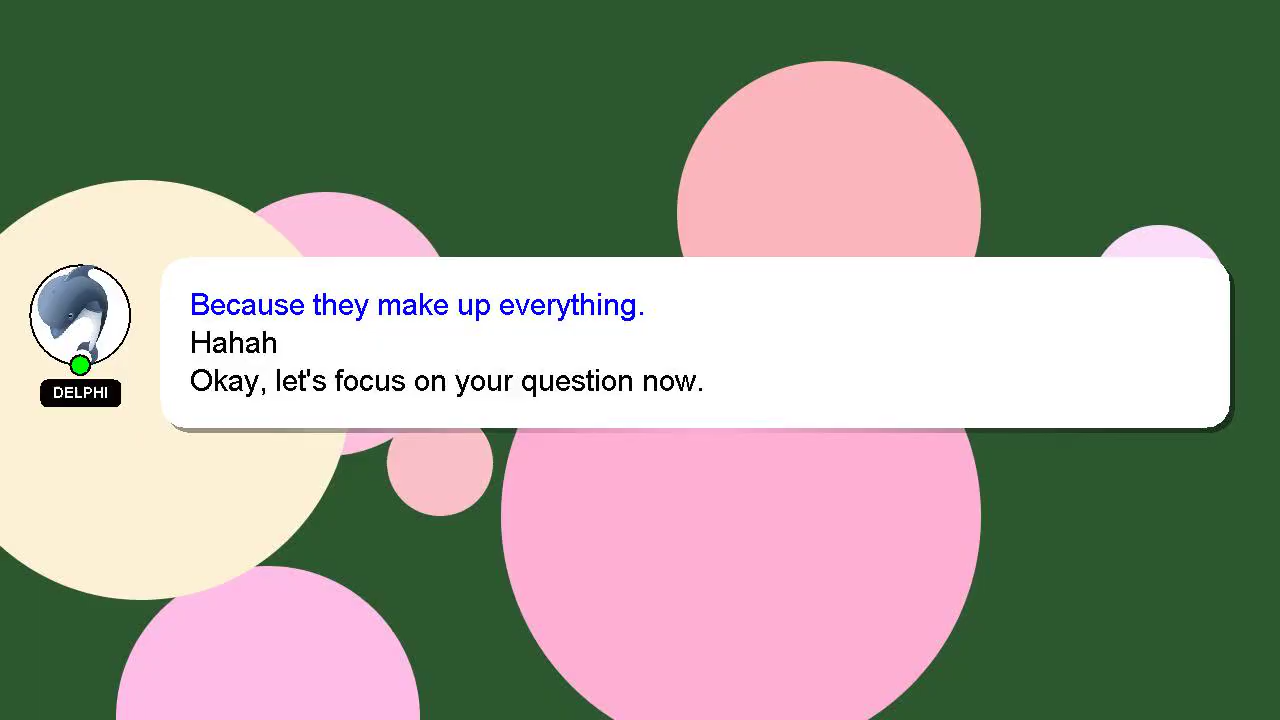 Because they make up everything.
Hahah
Okay, let's focus on your question now.
DELPHI